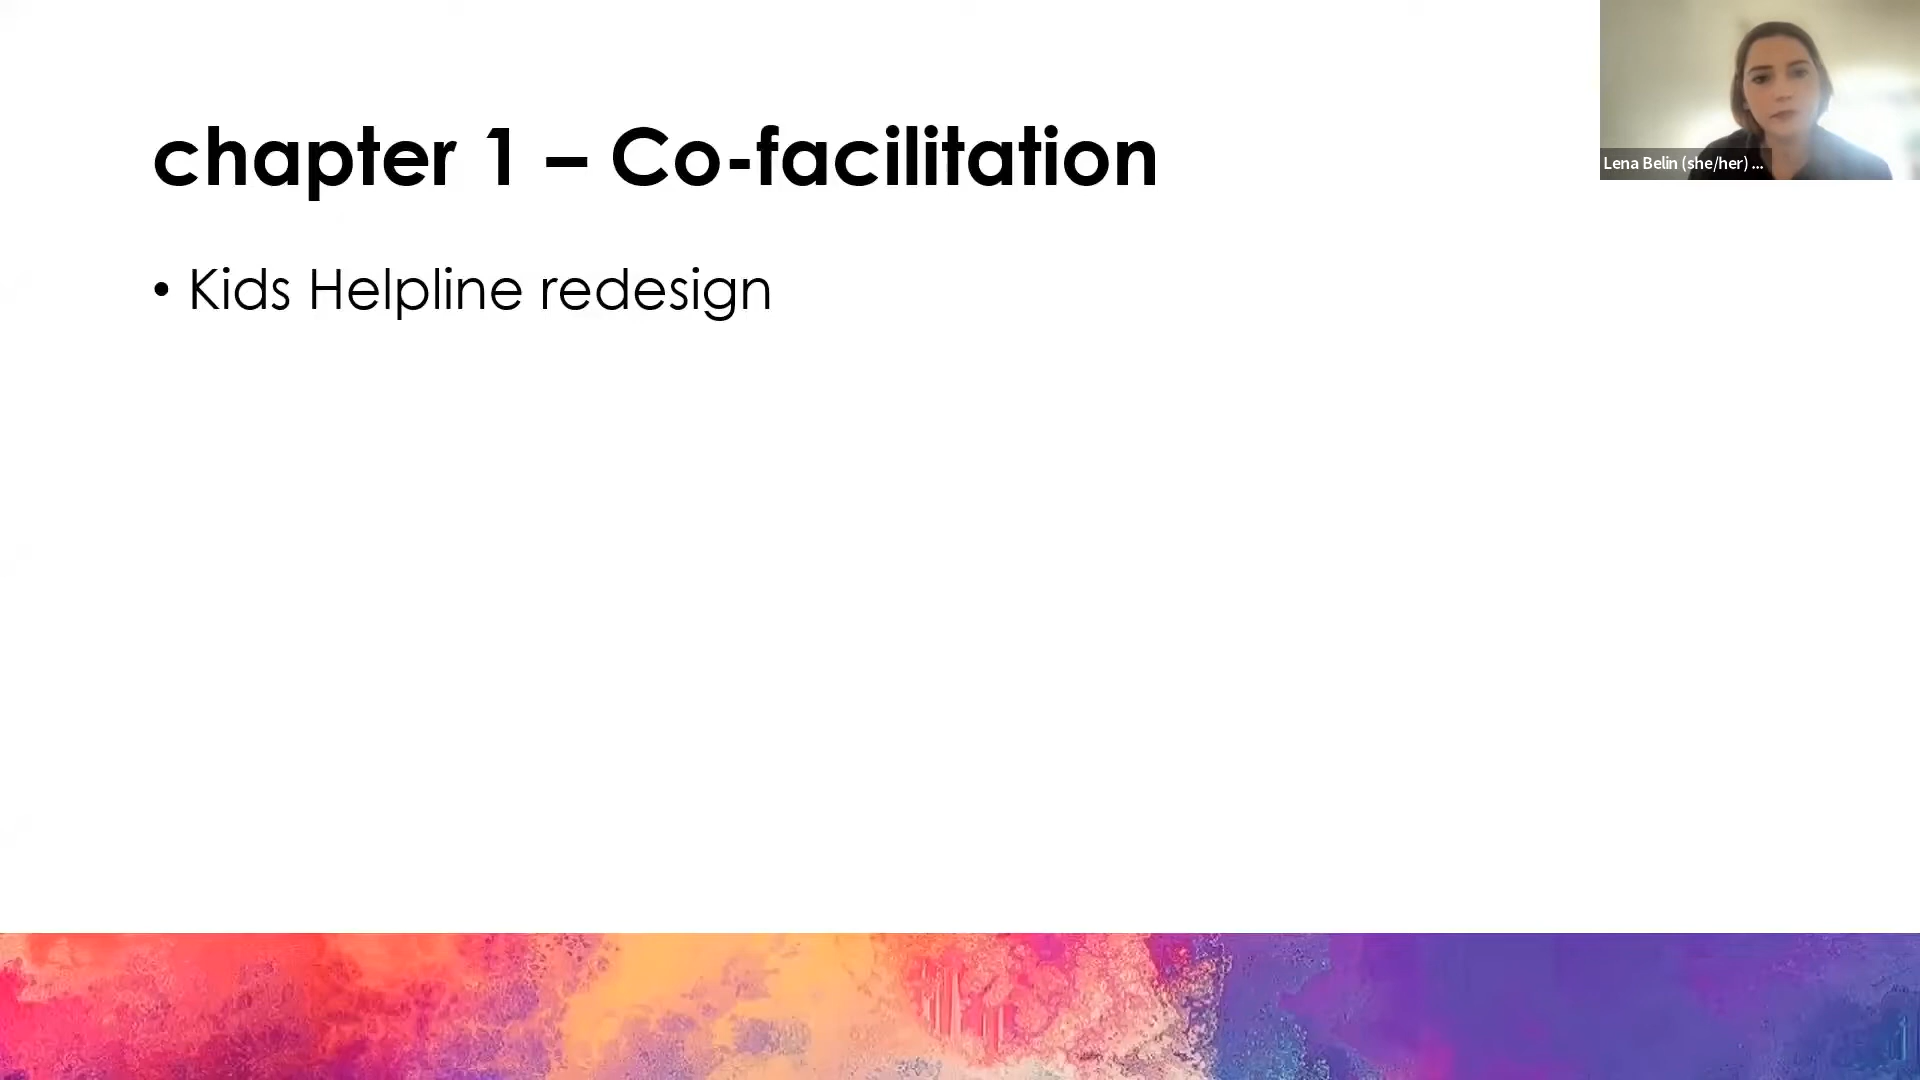 chapter 1 – Co-facilitation
• Kids Helpline redesign
Lena Belin (she/her) ...